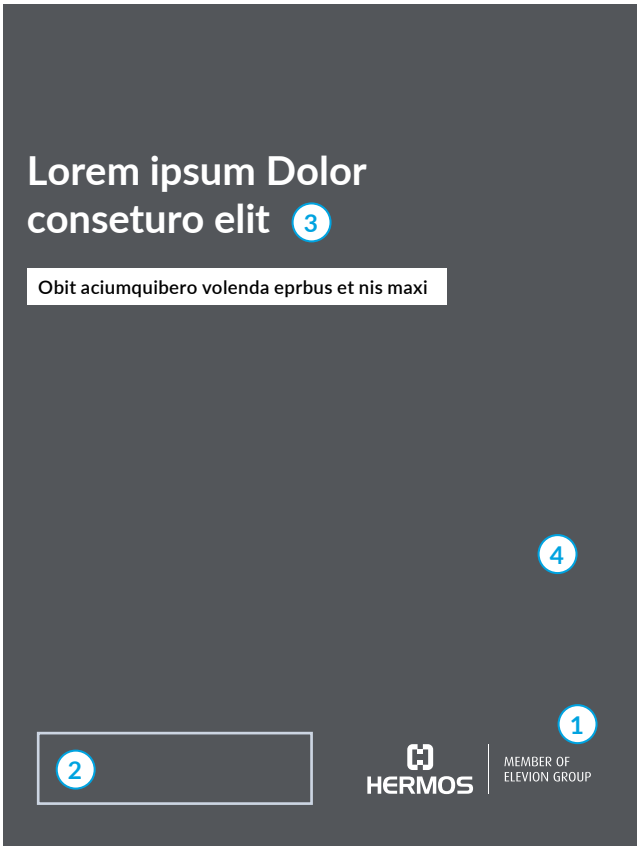 Lorem ipsum Dolor
conseturo elit
3
Obit aciumquibero volenda eprbus et nis maxi
4
1
2
HERMOS
MEMBER OF
ELEVION GROUP